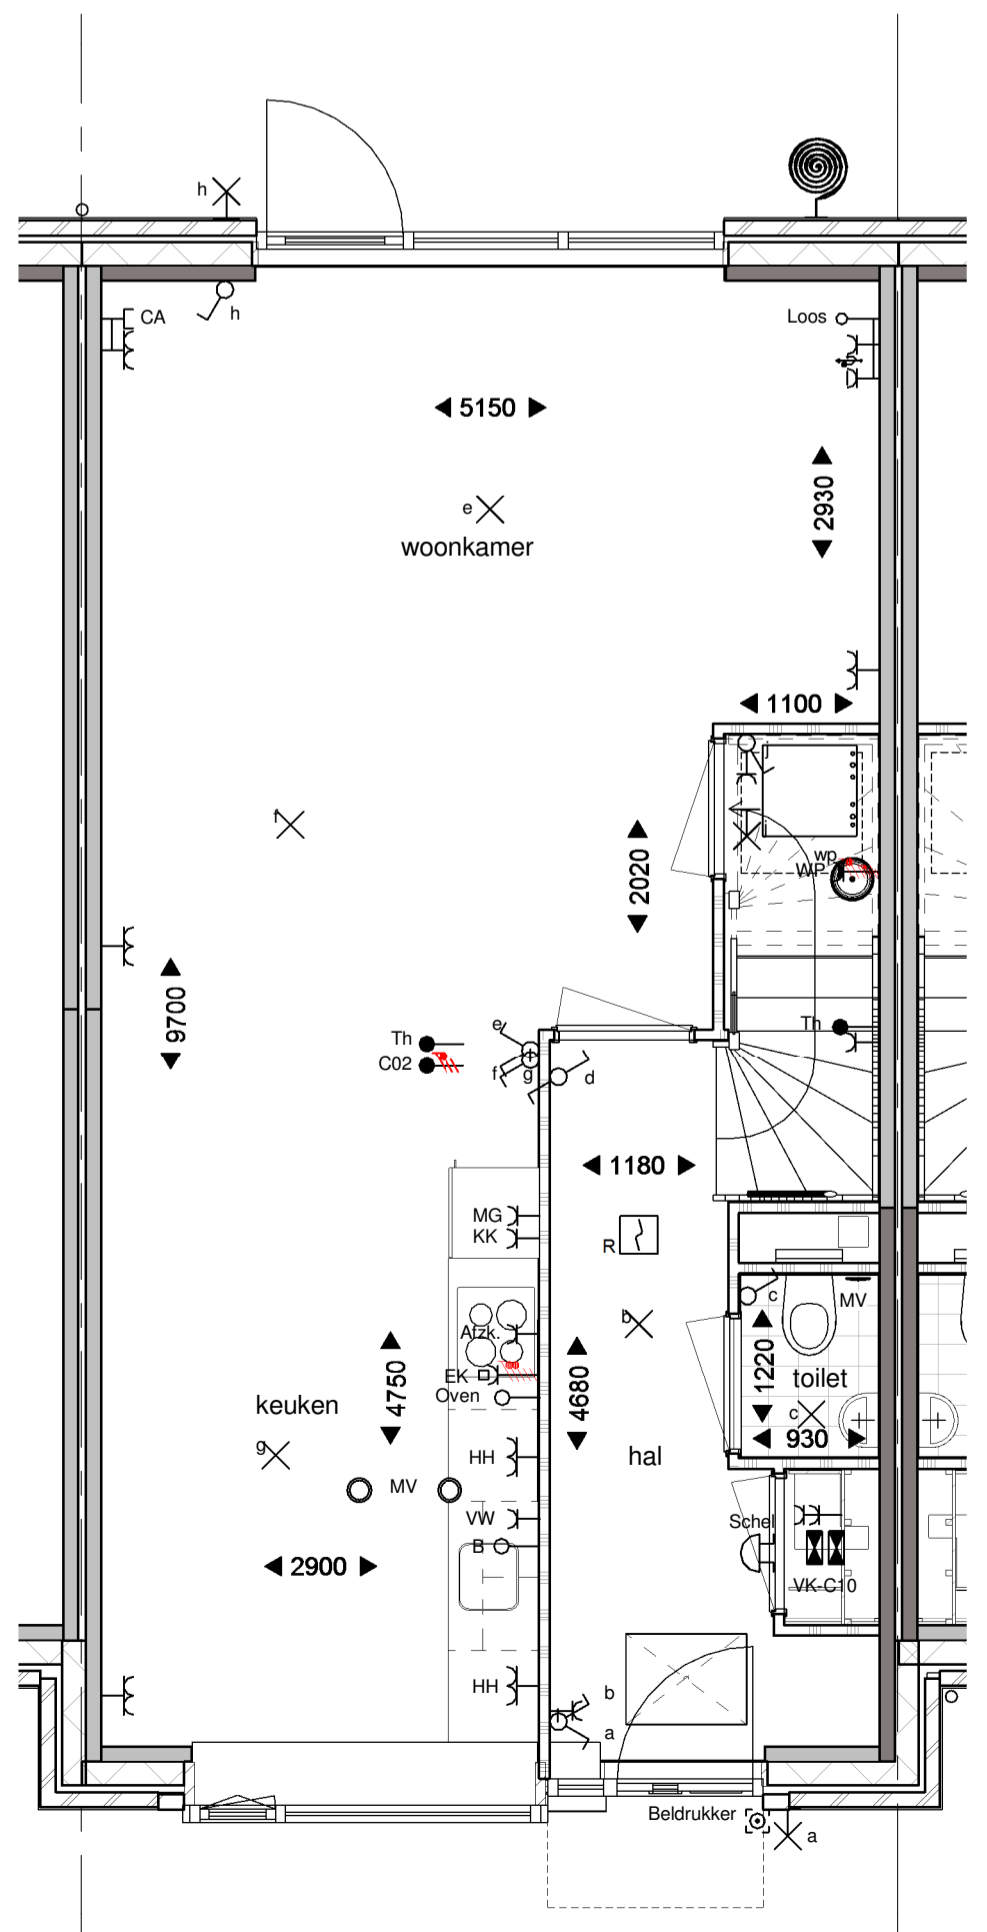 h
h
CA
Loos
5150
2930
e
woonkamer
1100
f
2020
wp
WP
9700
Th
e
Th
C02
f
g
d
1180
MG
KK
R
c
MV
b
Afzk.
1220
toilet
EK
Oven
4750
4680
keuken
c
930
g
HH
hal
MV
VW
Schel
B
2900
VK-C10
HH
b
a
Beldrukker
a